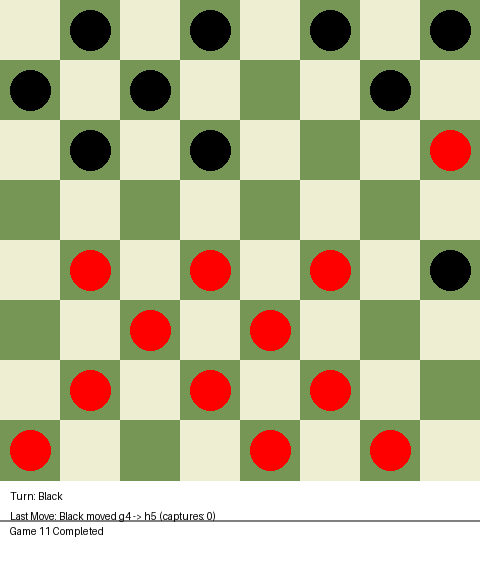 Turn: Black
Last Move: Black moved g4 -> h5 (captures: 0)
Game 11 Completed